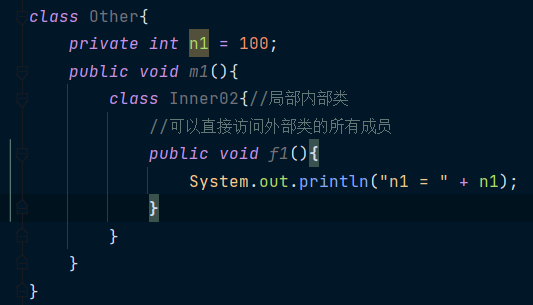 class Other{
    private int n1 = 100;
    public void m1(){
        class Inner02{//局部内部类
            //可以直接访问外部类的所有成员
            public void f1(){
                System.out.println("n1 = " + n1);
            }
        }
    }
}